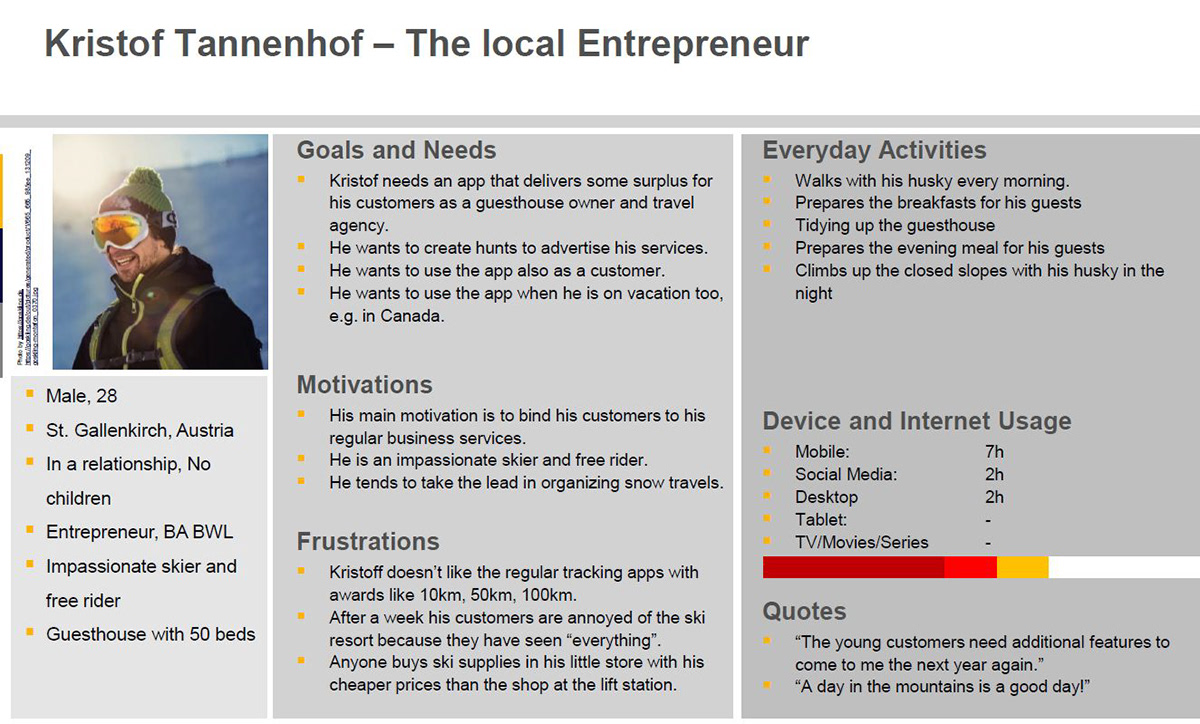 Kristof Tannenhof – The local Entrepreneur
Photo by
Male, 28
St. Gallenkirch, Austria
In a relationship, No
children
Entrepreneur, BA BWL
Impassionate skier and
free rider
Guesthouse with 50 beds
Goals and Needs
Kristof needs an app that delivers some surplus for
his customers as a guesthouse owner and travel
agency.
He wants to create hunts to advertise his services.
He wants to use the app also as a customer.
He wants to use the app when he is on vacation too,
e.g. in Canada.
Motivations
His main motivation is to bind his customers to his
regular business services.
He is an impassionate skier and free rider.
He tends to take the lead in organizing snow travels.
Frustrations
Kristoff doesn’t like the regular tracking apps with
awards like 10km, 50km, 100km.
After a week his customers are annoyed of the ski
resort because they have seen “everything”.
Anyone buys ski supplies in his little store with his
cheaper prices than the shop at the lift station.
Everyday Activities
Walks with his husky every morning.
Prepares the breakfasts for his guests
Tidying up the guesthouse
Prepares the evening meal for his guests
Climbs up the closed slopes with his husky in the
night
Device and Internet Usage
Mobile: 7h
Social Media: 2h
Desktop 2h
Tablet: -
TV/Movies/Series -
Quotes
“The young customers need additional features to
come to me the next year again.”
“A day in the mountains is a good day!”